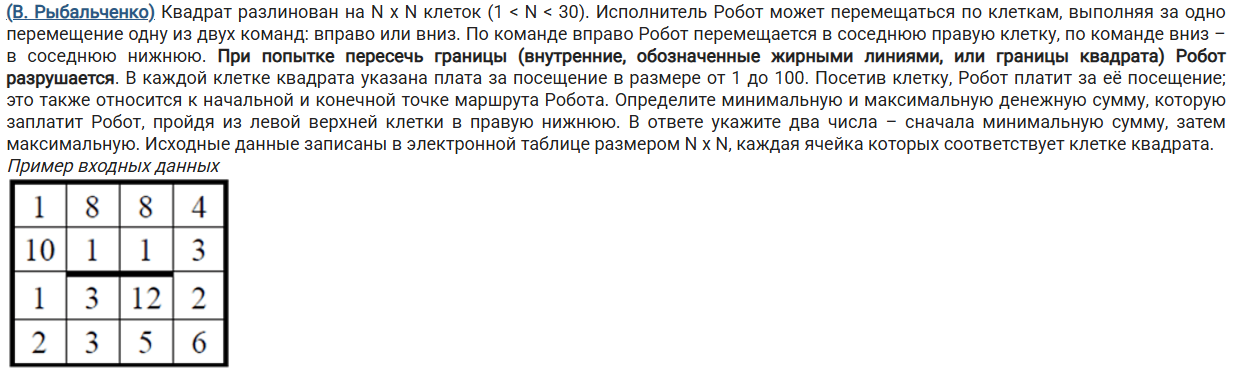 (В. Рыбальченко) Квадрат разлинован на N x N клеток (1 < N < 30). Исполнитель Робот может перемещаться по клеткам, выполняя за одно
перемещение одну из двух команд: вправо или вниз. По команде вправо Робот перемещается в соседнюю правую клетку, по команде вниз –
в соседнюю нижнюю. При попытке пересечь границы (внутренние, обозначенные жирными линиями, или границы квадрата) Робот
разрушается. В каждой клетке квадрата указана плата за посещение в размере от 1 до 100. Посетив клетку, Робот платит за её посещение;
это также относится к начальной и конечной точке маршрута Робота. Определите минимальную и максимальную денежную сумму, которую
заплатит Робот, пройдя из левой верхней клетки в правую нижнюю. В ответе укажите два числа – сначала минимальную сумму, затем
максимальную. Исходные данные записаны в электронной таблице размером N x N, каждая ячейка которых соответствует клетке квадрата.
Пример входных данных
1 8 8 4
10 1 1 3
1 3 12 2
2 3 5 6